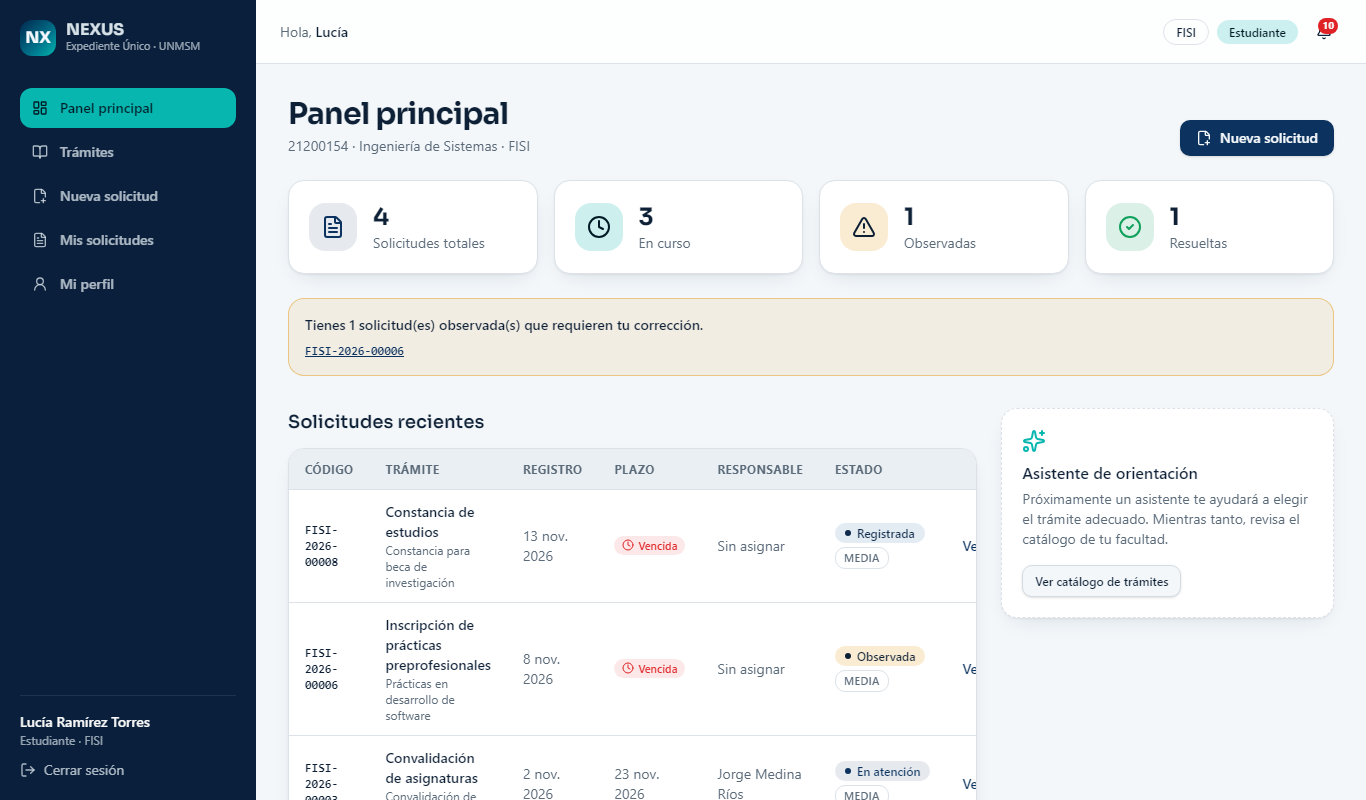 NX
NEXUS
Expediente Único · UNMSM
Panel principal
Trámites
Nueva solicitud
Mis solicitudes
Mi perfil
Lucía Ramírez Torres
Estudiante · FISI
Cerrar sesión
Hola, Lucía
FISI
Estudiante
10
Panel principal
21200154 · Ingeniería de Sistemas · FISI
Nueva solicitud
4
Solicitudes totales
3
En curso
1
Observadas
1
Resueltas
Tienes 1 solicitud(es) observada(s) que requieren tu corrección.
FISI-2026-00006
Solicitudes recientes
CÓDIGO TRÁMITE REGISTRO PLAZO RESPONSABLE ESTADO
FISI-
2026-
00008
Constancia de
estudios
Constancia para
beca de
investigación
13 nov.
2026
Vencida
Sin asignar
Registrada
MEDIA
Ve
FISI-
2026-
00006
Inscripción de
prácticas
preprofesionales
Prácticas en
desarrollo de
software
8 nov.
2026
Vencida
Sin asignar
Observada
MEDIA
Ve
FISI-
2026-
Convalidación
de asignaturas
Convalidación de
2 nov.
2026
23 nov.
2026
Jorge Medina
Ríos
En atención
MEDIA
Ve
Asistente de orientación
Próximamente un asistente te ayudará a elegir
el trámite adecuado. Mientras tanto, revisa el
catálogo de tu facultad.
Ver catálogo de trámites